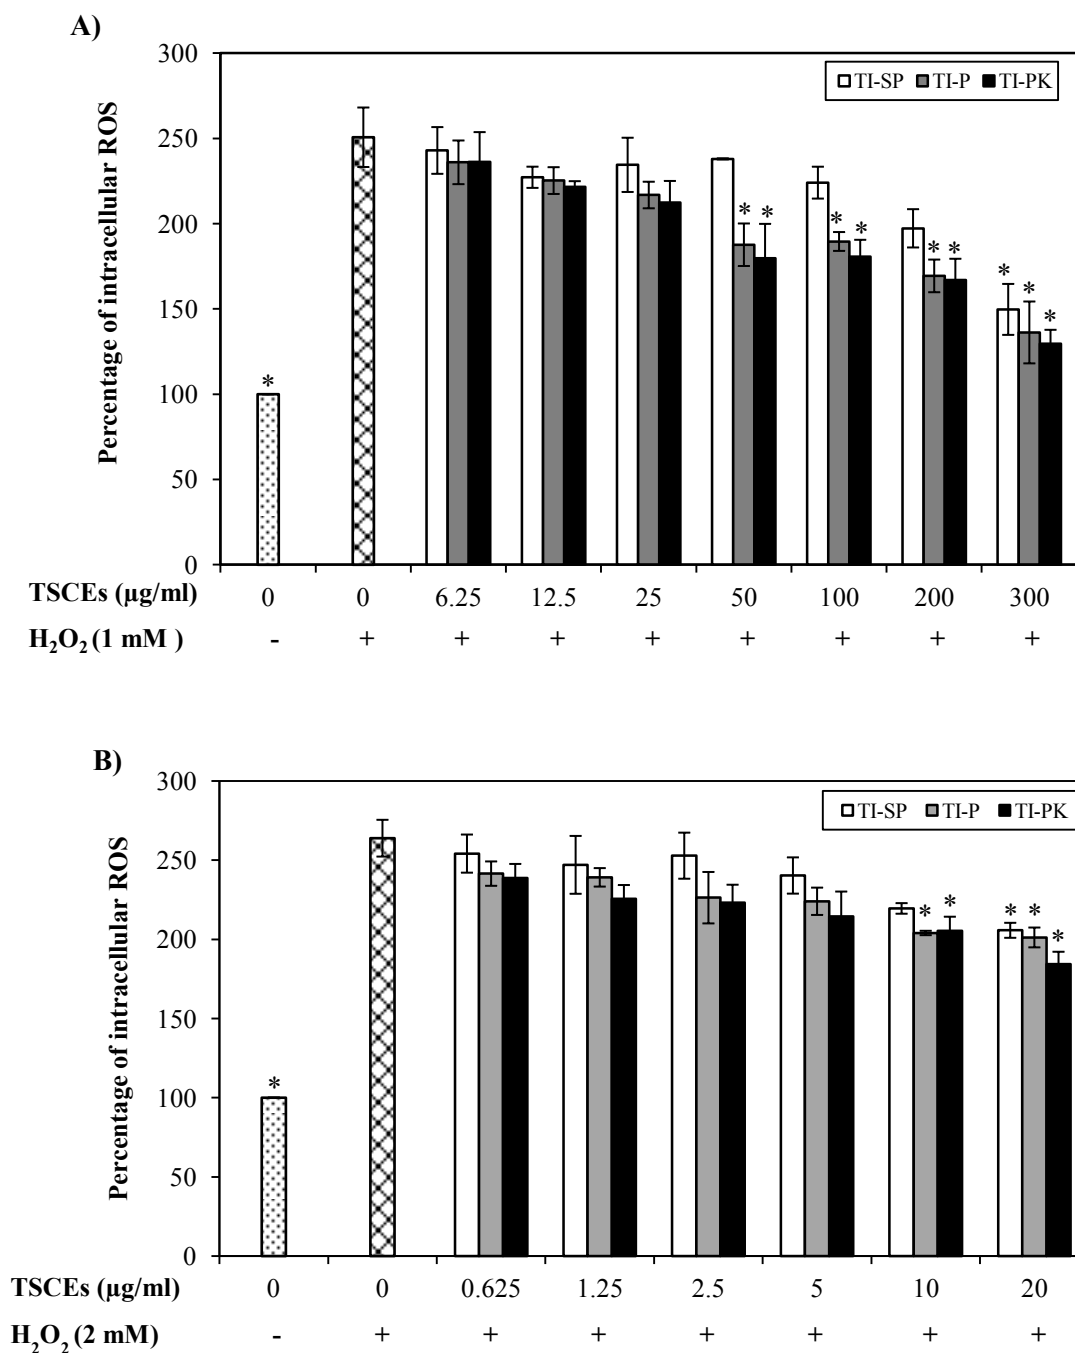 A)
300
TI-SP TI-P TI-PK
250
200
150
100
50
0
Percentage of intracellular ROS
* * * * * * * * * *
TSCEs (µg/ml) 0 0 6.25 12.5 25 50 100 200 300
H₂O₂ (1 mM ) - + + + + + + + +
B)
300
TI-SP TI-P TI-PK
250
200
150
100
50
0
Percentage of intracellular ROS
* * * * * *
TSCEs (µg/ml) 0 0 0.625 1.25 2.5 5 10 20
H₂O₂ (2 mM) - + + + + + + +